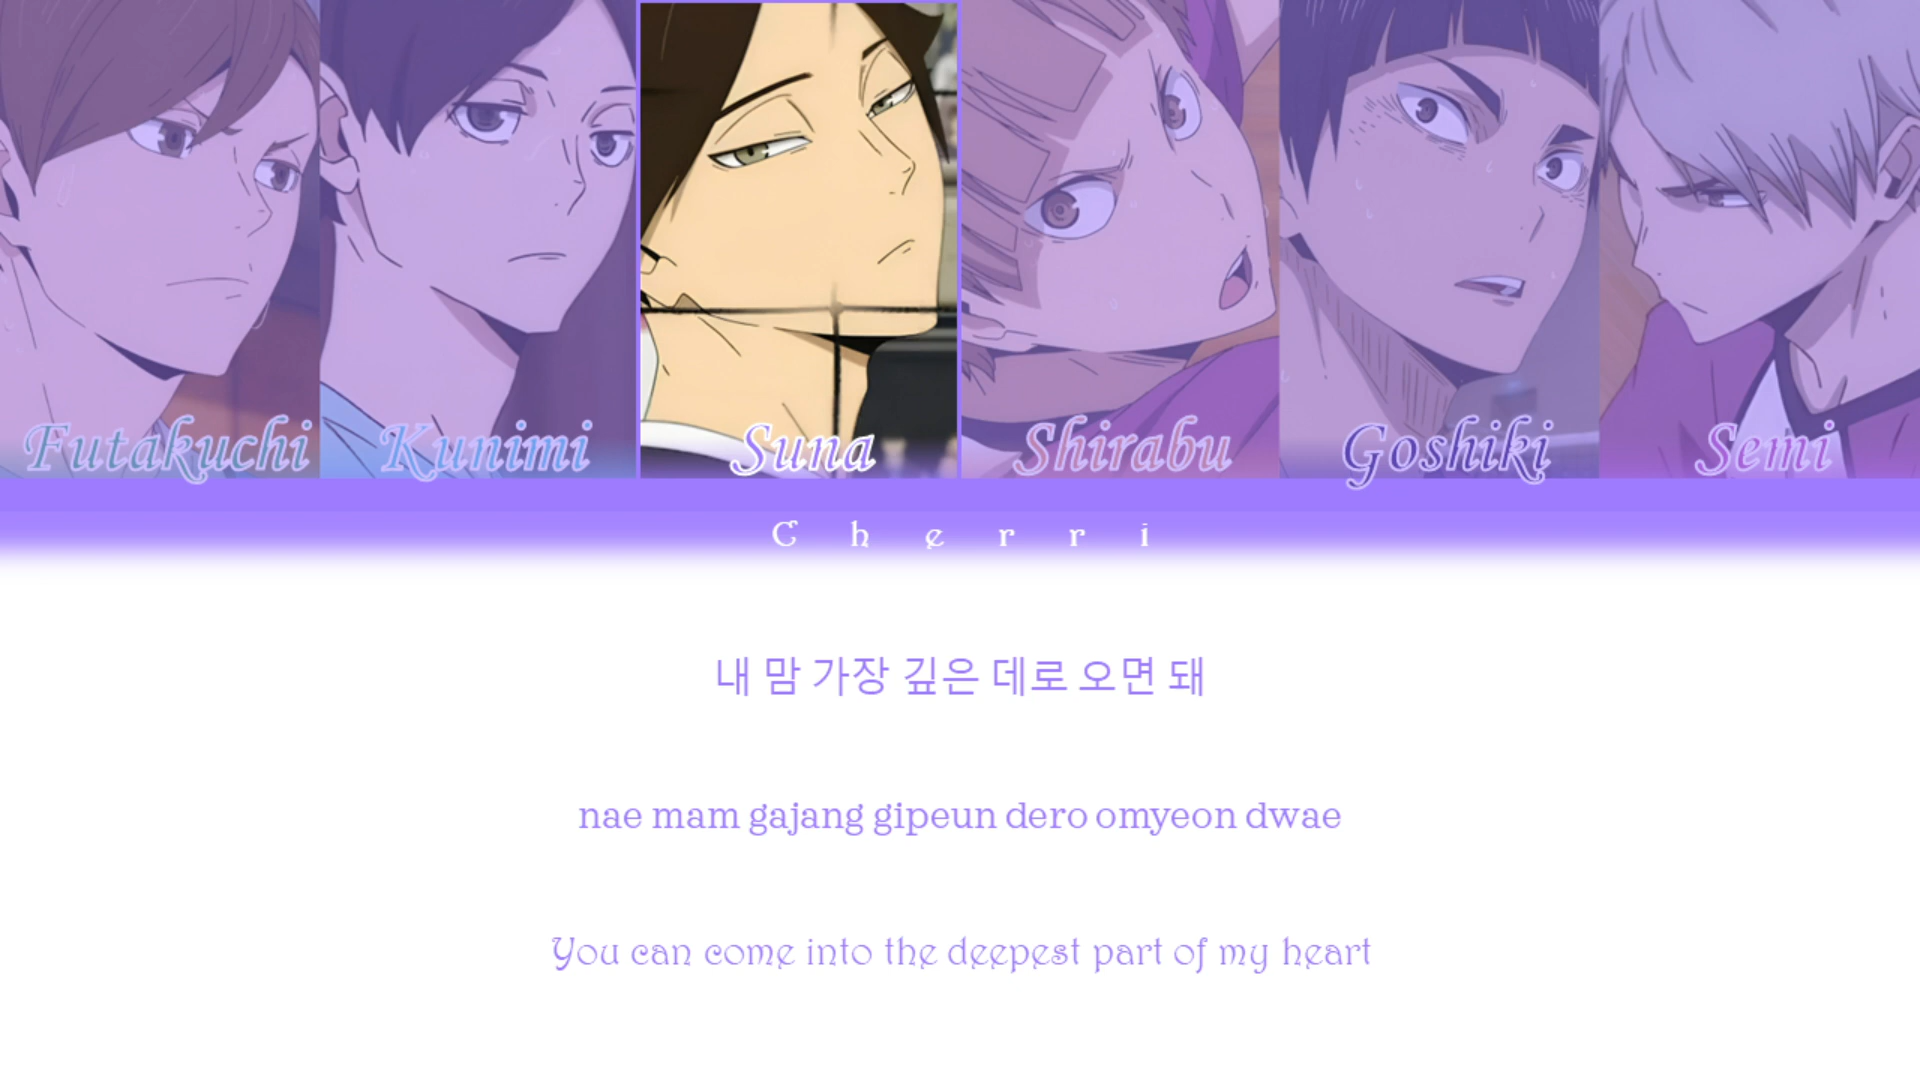 Futakuchi Kunimi Suna Shirabu Goshiki Semi
Cherri
내 맘 가장 깊은 데로 오면 돼
nae mam gajang gipeun dero omyeon dwae
You can come into the deepest part of my heart